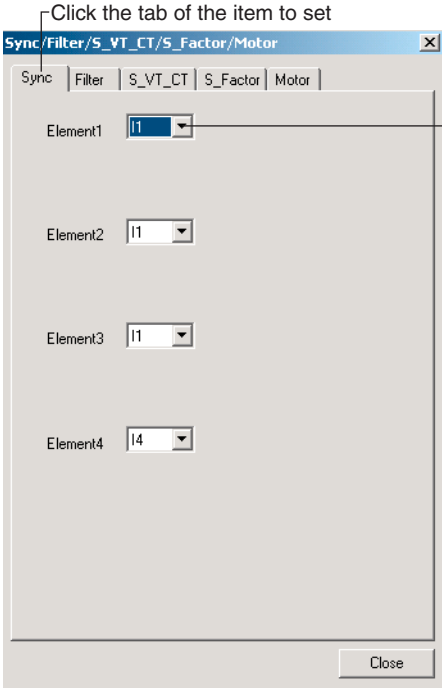 Click the tab of the item to set
Sync/Filter/S_VT_CT/S_Factor/Motor
Sync Filter S_VT_CT S_Factor Motor
Element1 I1
Element2 I1
Element3 I1
Element4 I4
Close